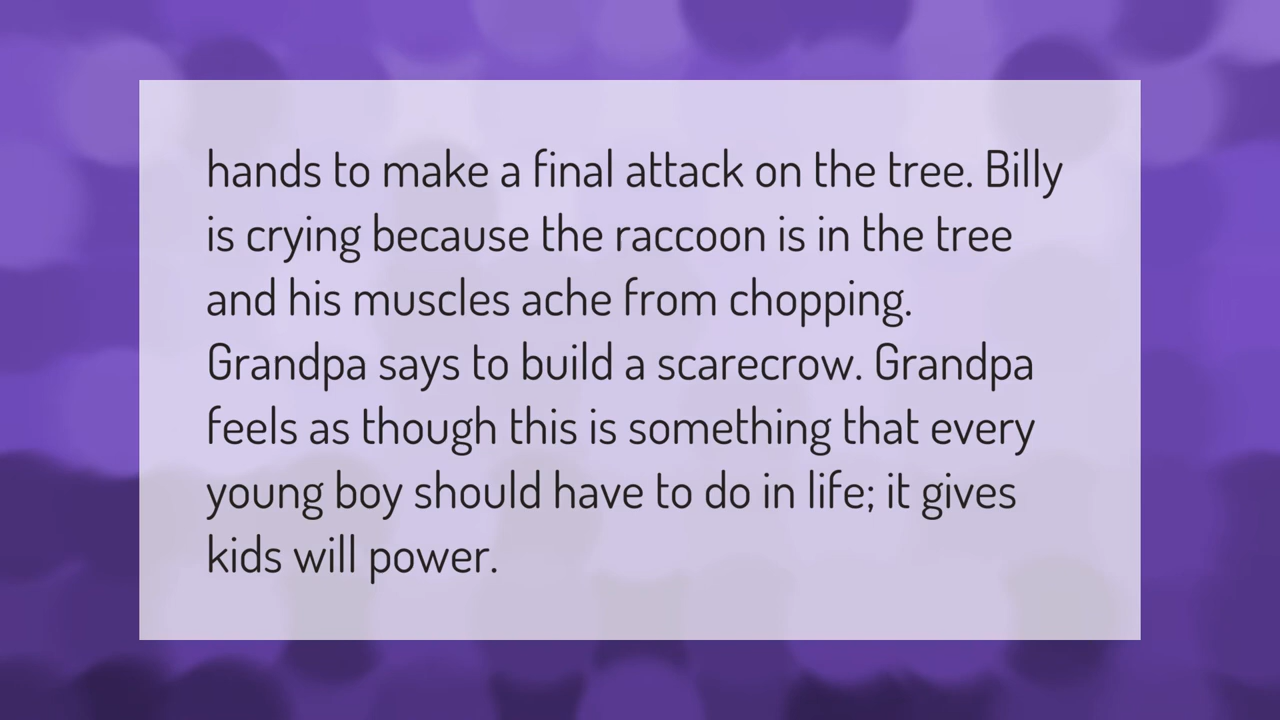 hands to make a final attack on the tree. Billy
is crying because the raccoon is in the tree
and his muscles ache from chopping.
Grandpa says to build a scarecrow. Grandpa
feels as though this is something that every
young boy should have to do in life; it gives
kids will power.